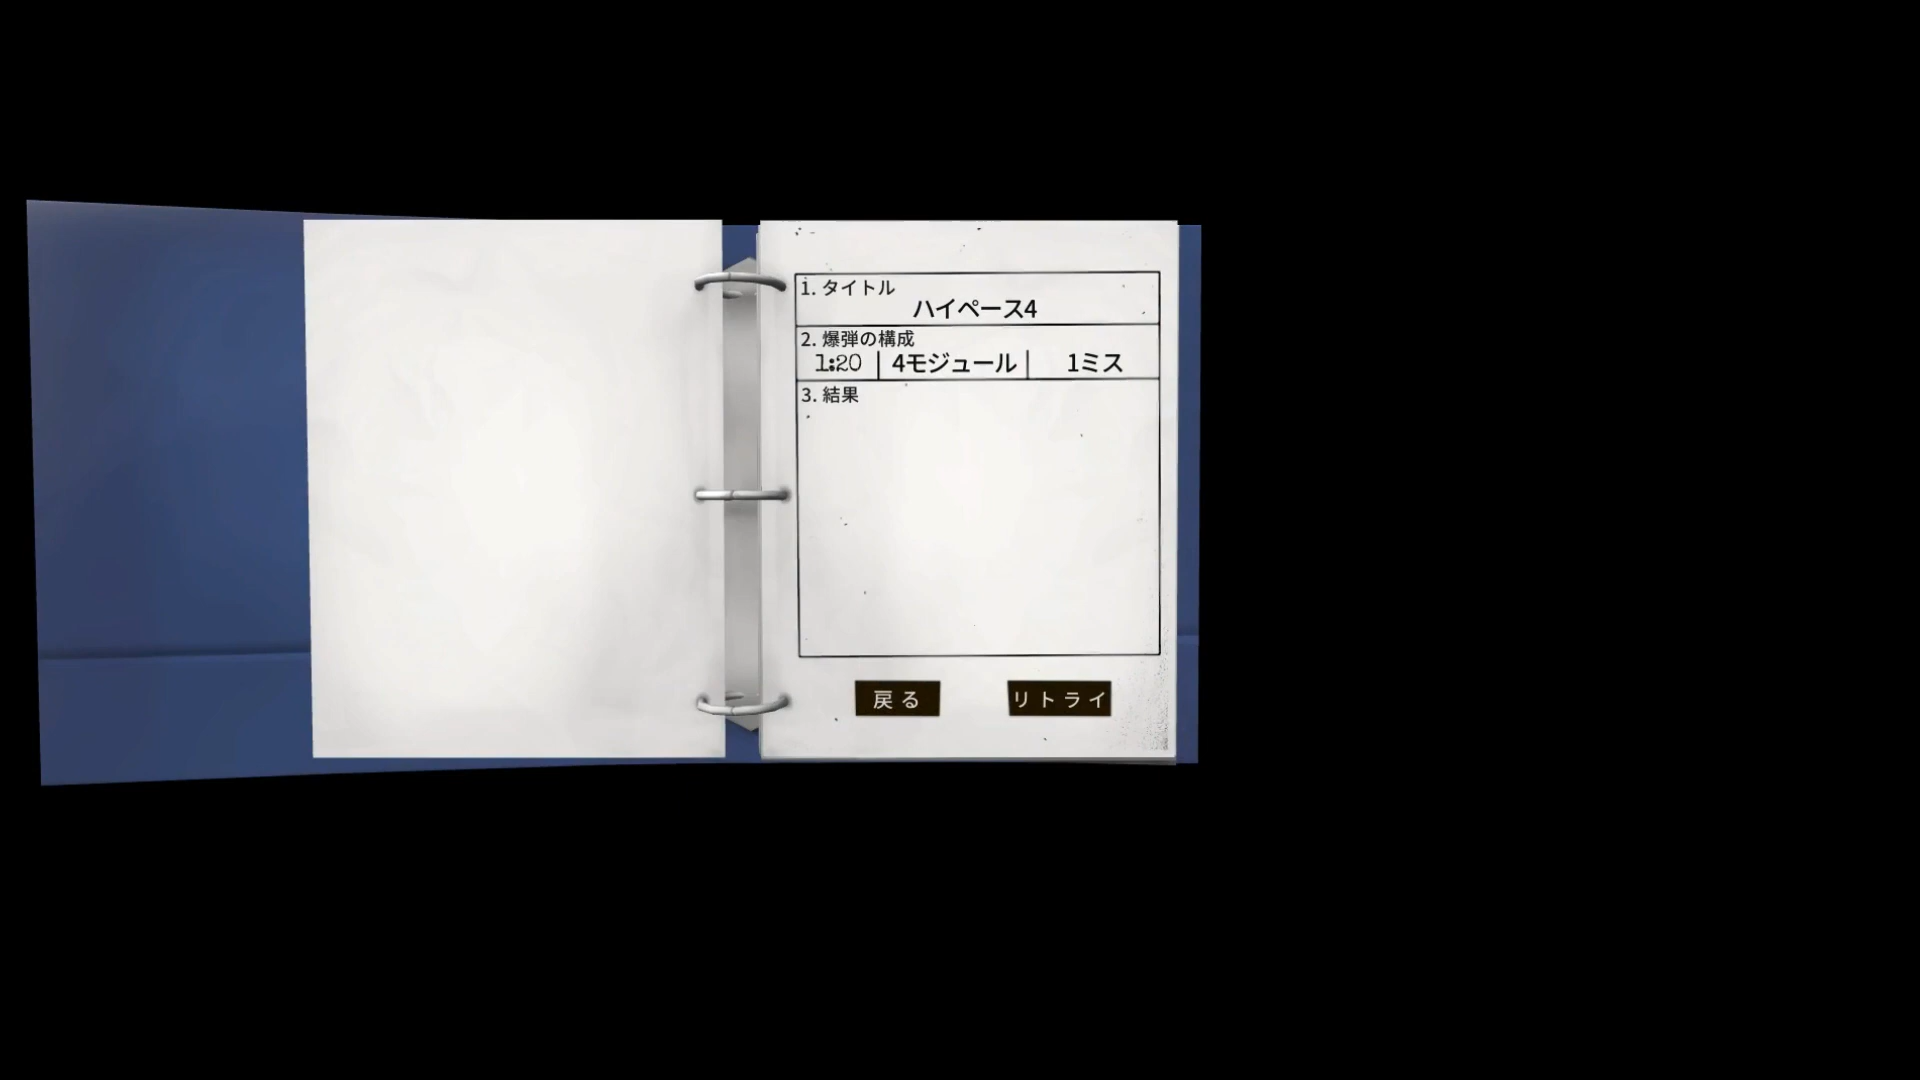 1. タイトル
ハイペース4
2. 爆弾の構成
1:20 | 4モジュール | 1ミス
3. 結果
戻る リトライ